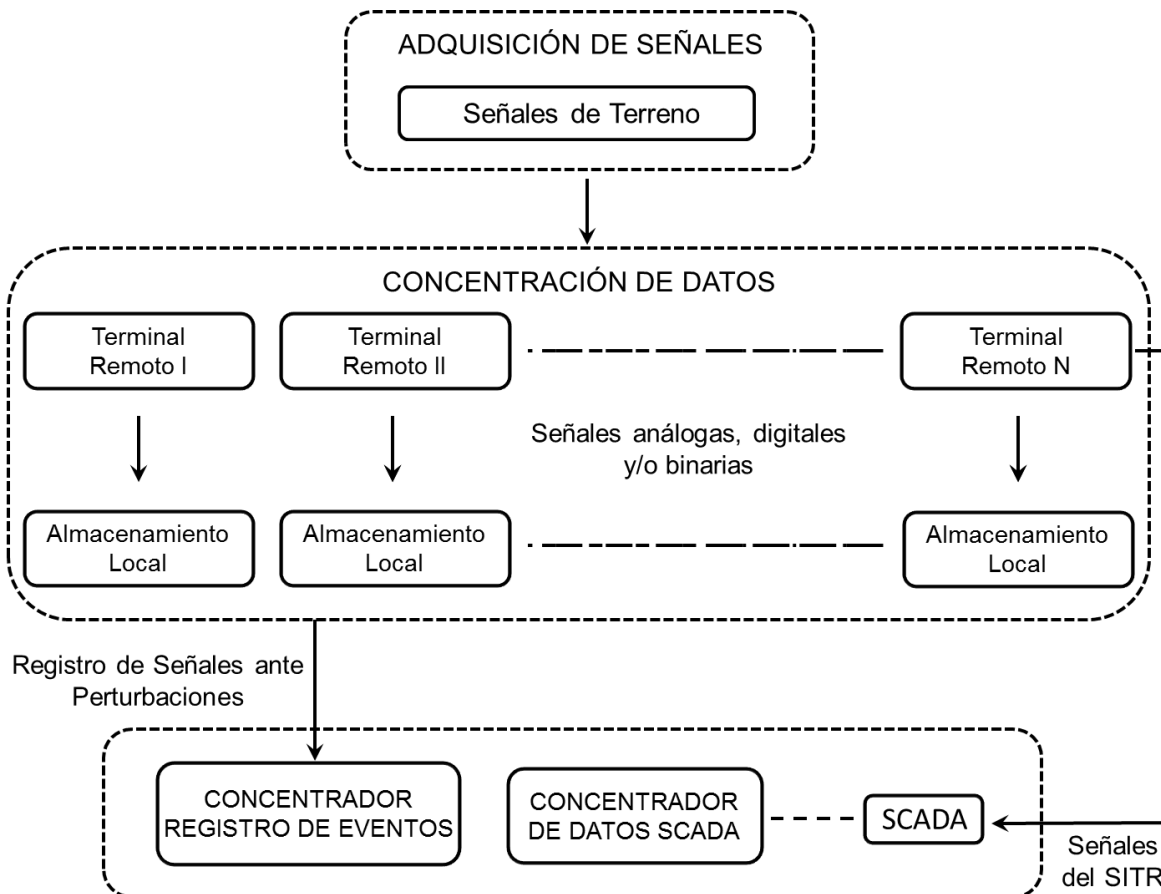 ADQUISICIÓN DE SEÑALES
Señales de Terreno
CONCENTRACIÓN DE DATOS
Terminal
Remoto I
Terminal
Remoto II
Terminal
Remoto N
Señales análogas, digitales
y/o binarias
Almacenamiento
Local
Almacenamiento
Local
Almacenamiento
Local
Registro de Señales ante
Perturbaciones
CONCENTRADOR
REGISTRO DE EVENTOS
CONCENTRADOR
DE DATOS SCADA
SCADA
Señales
del SITR